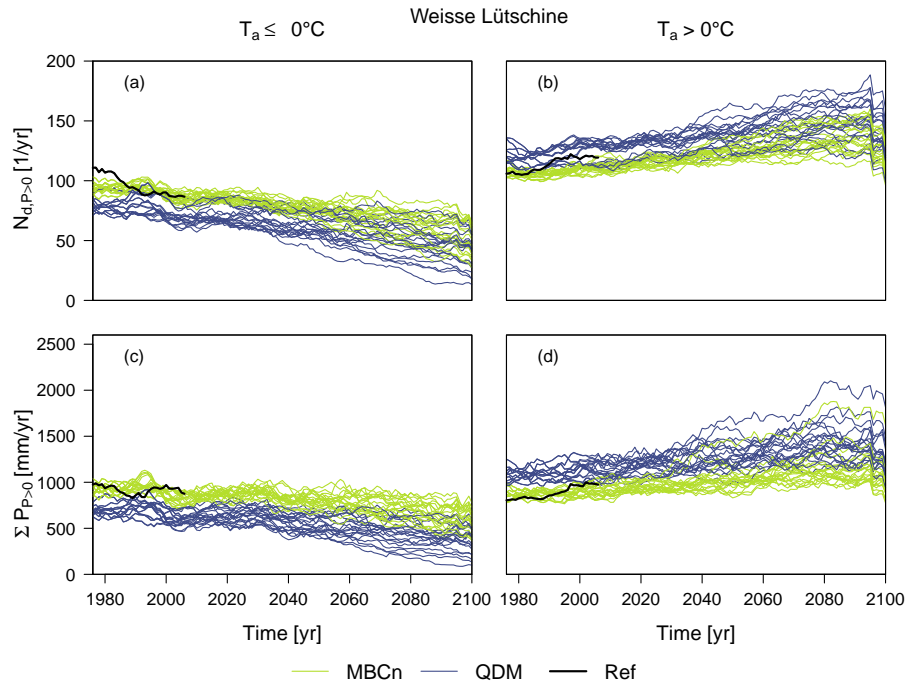 Weisse Lütschine
Ta ≤ 0°C
Ta > 0°C
(a)
(b)
Nd,P>0 [1/yr]
200
150
100
50
0
(c)
(d)
Σ PP>0 [mm/yr]
2500
2000
1500
1000
500
0
1980 2000 2020 2040 2060 2080 2100
1980 2000 2020 2040 2060 2080 2100
Time [yr]
Time [yr]
MBCn QDM Ref